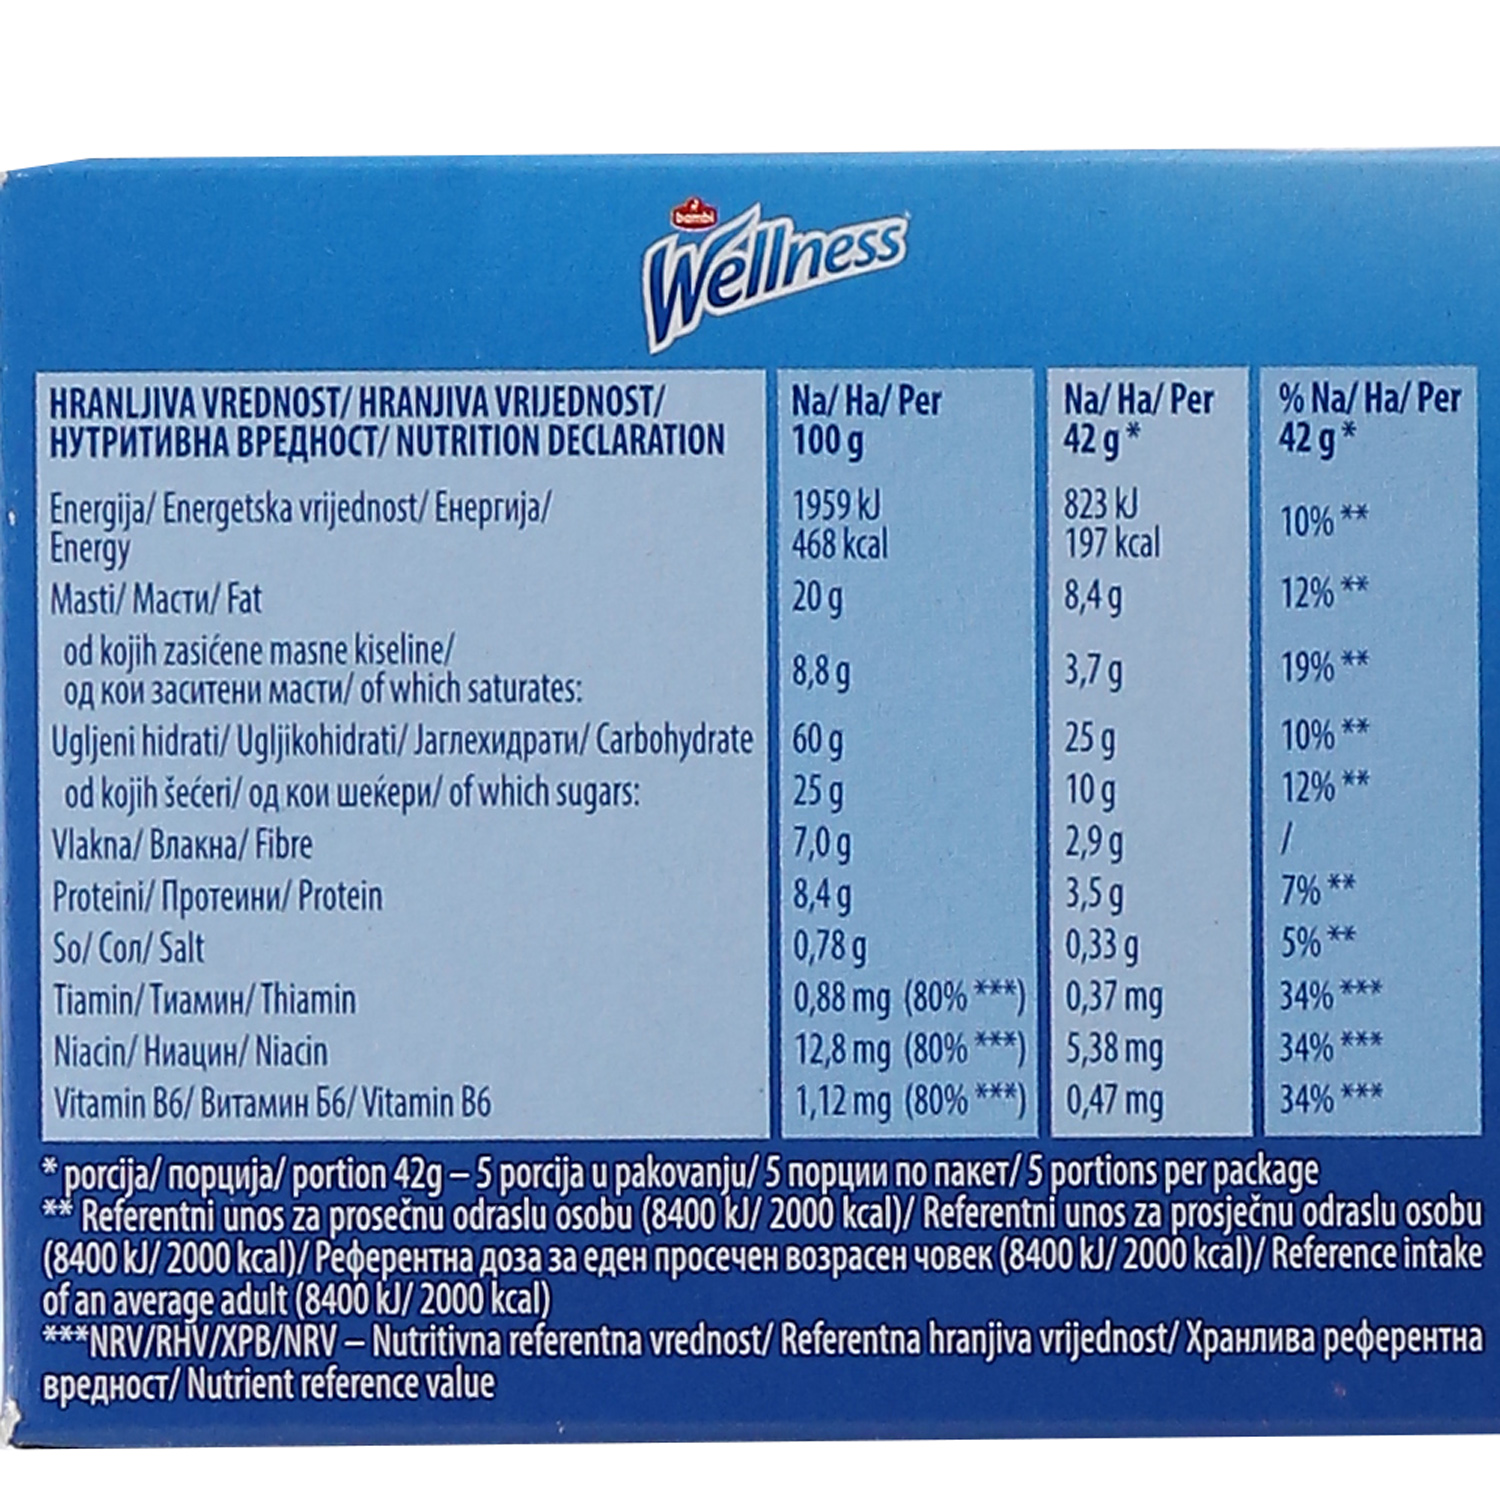 bambi
Wellness
HRANLJIVA VREDNOST/ HRANJIVA VRIJEDNOST/
НУТРИТИВНА ВРЕДНОСТ/ NUTRITION DECLARATION
Na/ На/ Per
100 g
Na/ На/ Per
42 g*
% Na/ На/ Per
42 g*
Energija/ Energetska vrijednost/ Енергија/
Energy
1959 kJ
468 kcal
823 kJ
197 kcal
10% **
Masti/ Масти/ Fat 20 g 8,4 g 12% **
od kojih zasićene masne kiseline/
од кои заситени масти/ of which saturates: 8,8 g 3,7 g 19% **
Ugljeni hidrati/ Ugljikohidrati/ Јаглехидрати/ Carbohydrate 60 g 25 g 10% **
od kojih šećeri/ од кои шеќери/ of which sugars: 25 g 10 g 12% **
Vlakna/ Влакна/ Fibre 7,0 g 2,9 g /
Proteini/ Протеини/ Protein 8,4 g 3,5 g 7% **
So/ Сол/ Salt 0,78 g 0,33 g 5% **
Tiamin/ Тиамин/ Thiamin 0,88 mg (80% ***) 0,37 mg 34% ***
Niacin/ Ниацин/ Niacin 12,8 mg (80% ***) 5,38 mg 34% ***
Vitamin B6/ Витамин Б6/ Vitamin B6 1,12 mg (80% ***) 0,47 mg 34% ***
* porcija/ порција/ portion 42g – 5 porcija u pakovanju/ 5 порции по пакет/ 5 portions per package
** Referentni unos za prosečnu odraslu osobu (8400 kJ/ 2000 kcal)/ Referentni unos za prosječnu odraslu osobu
(8400 kJ/ 2000 kcal)/ Референтна доза за еден просечен возрасен човек (8400 kJ/ 2000 kcal)/ Reference intake
of an average adult (8400 kJ/ 2000 kcal)
***NRV/RHV/ХРВ/NRV – Nutritivna referentna vrednost/ Referentna hranjiva vrijednost/ Хранлива референтна
вредност/ Nutrient reference value